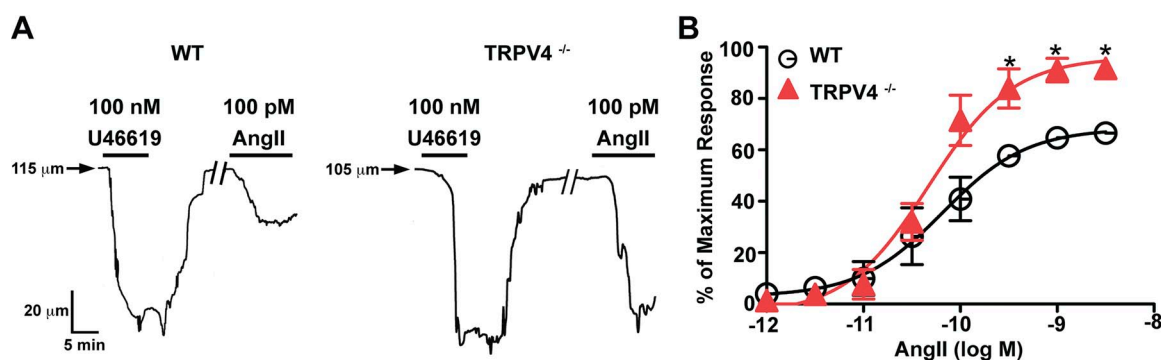 A
WT
TRPV4 -/-
100 nM
100 pM
U46619
AngII
100 nM
100 pM
U46619
AngII
115 μm
105 μm
20 μm
5 min
B
WT
TRPV4 -/-
% of Maximum Response
100
80
60
40
20
0
* * *
-12
-11
-10
-9
-8
AngII (log M)